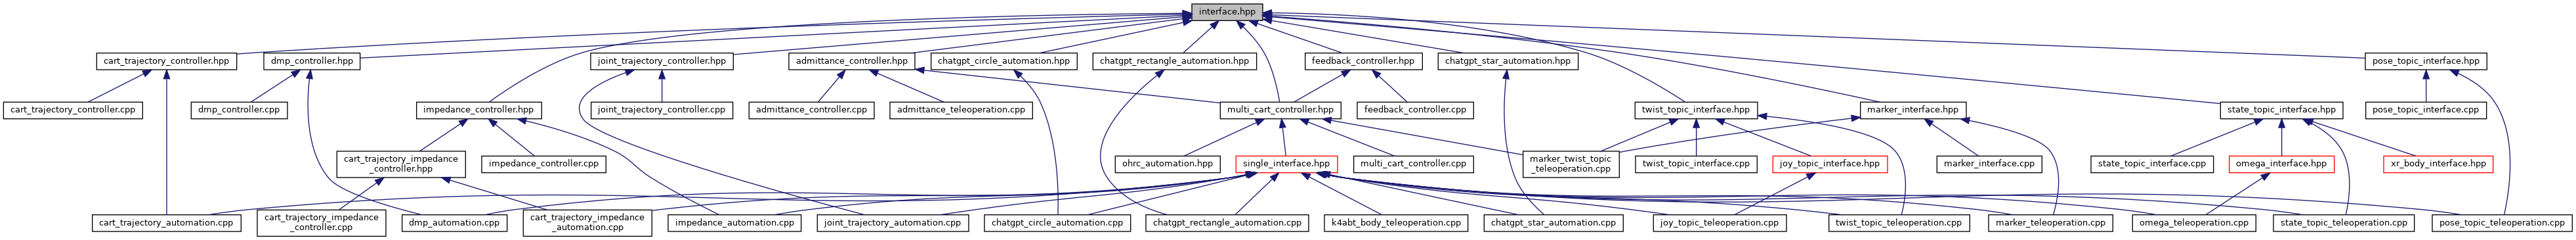 interface.hpp
cart_trajectory_controller.hpp
dmp_controller.hpp
joint_trajectory_controller.hpp
admittance_controller.hpp
chatgpt_circle_automation.hpp
chatgpt_rectangle_automation.hpp
feedback_controller.hpp
chatgpt_star_automation.hpp
pose_topic_interface.hpp
cart_trajectory_controller.cpp
dmp_controller.cpp
impedance_controller.hpp
joint_trajectory_controller.cpp
admittance_controller.cpp
admittance_teleoperation.cpp
multi_cart_controller.hpp
feedback_controller.cpp
twist_topic_interface.hpp
marker_interface.hpp
state_topic_interface.hpp
pose_topic_interface.cpp
cart_trajectory_impedance
_controller.hpp
impedance_controller.cpp
ohrc_automation.hpp
single_interface.hpp
multi_cart_controller.cpp
marker_twist_topic
_teleoperation.cpp
twist_topic_interface.cpp
joy_topic_interface.hpp
marker_interface.cpp
state_topic_interface.cpp
omega_interface.hpp
xr_body_interface.hpp
cart_trajectory_automation.cpp
cart_trajectory_impedance
_controller.cpp
dmp_automation.cpp
cart_trajectory_impedance
_automation.cpp
impedance_automation.cpp
joint_trajectory_automation.cpp
chatgpt_circle_automation.cpp
chatgpt_rectangle_automation.cpp
k4abt_body_teleoperation.cpp
chatgpt_star_automation.cpp
joy_topic_teleoperation.cpp
twist_topic_teleoperation.cpp
marker_teleoperation.cpp
omega_teleoperation.cpp
state_topic_teleoperation.cpp
pose_topic_teleoperation.cpp